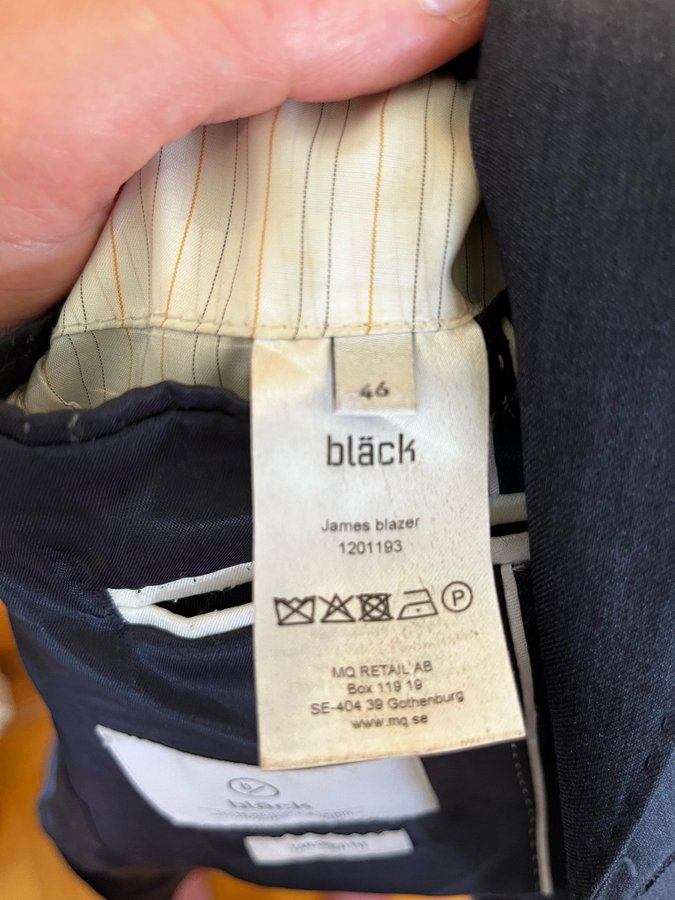 46
bläck
James blazer
1201193
P
MQ RETAIL AB
Box 119 19
SE-404 39 Gothenburg
www.mq.se
bläck